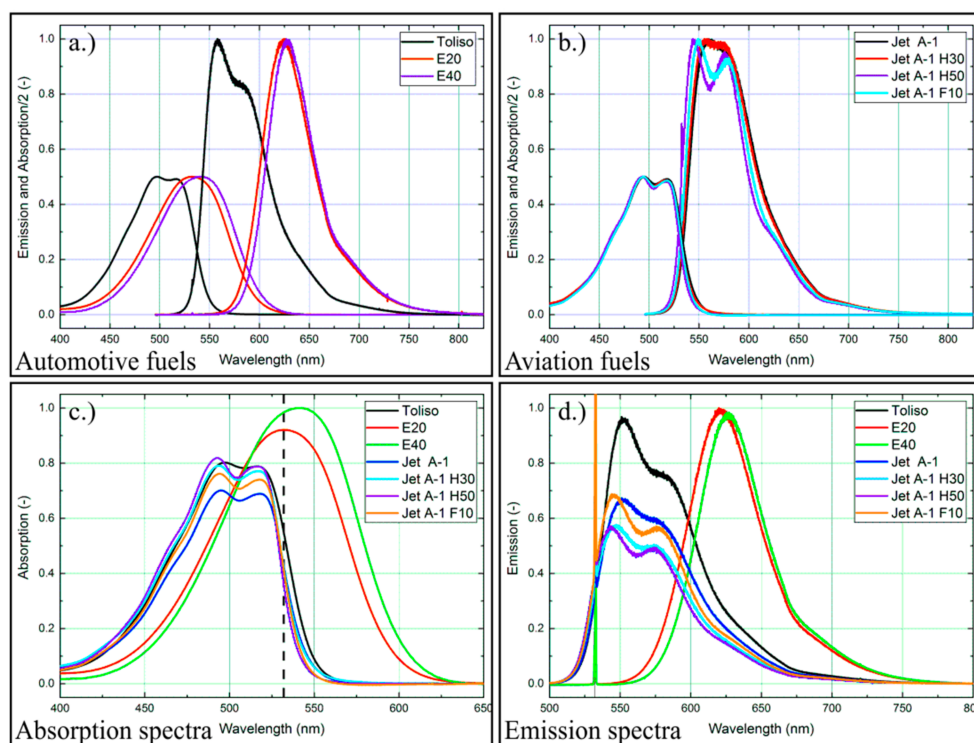 a.)
Toliso
E20
E40
Emission and Absorption/2 (-)
1.0
0.8
0.6
0.4
0.2
0.0
400 450 500 550 600 650 700 750 800
Wavelength (nm)
Automotive fuels
b.)
Jet A-1
Jet A-1 H30
Jet A-1 H50
Jet A-1 F10
Emission and Absorption/2 (-)
1.0
0.8
0.6
0.4
0.2
0.0
400 450 500 550 600 650 700 750 800
Wavelength (nm)
Aviation fuels
c.)
Toliso
E20
E40
Jet A-1
Jet A-1 H30
Jet A-1 H50
Jet A-1 F10
Absorption (-)
1.0
0.8
0.6
0.4
0.2
0.0
400 450 500 550 600 650
Wavelength (nm)
Absorption spectra
d.)
Toliso
E20
E40
Jet A-1
Jet A-1 H30
Jet A-1 H50
Jet A-1 F10
Emission (-)
1.0
0.8
0.6
0.4
0.2
0.0
500 550 600 650 700 750 800
Wavelength (nm)
Emission spectra